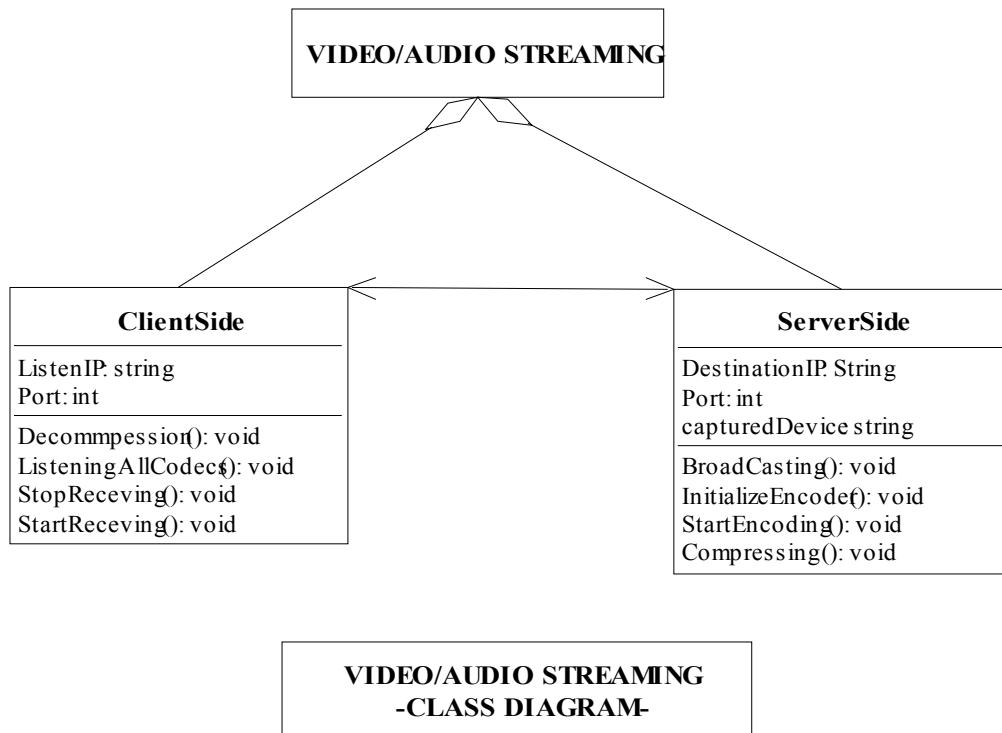 VIDEO/AUDIO STREAMING
ClientSide
ListenIP: string
Port: int
Decommpession(): void
ListeningAllCodecs(): void
StopReceving(): void
StartReceving(): void
ServerSide
DestinationIP: String
Port: int
capturedDevice: string
BroadCasting(): void
InitializeEncoder(): void
StartEncoding(): void
Compressing(): void
VIDEO/AUDIO STREAMING
-CLASS DIAGRAM-